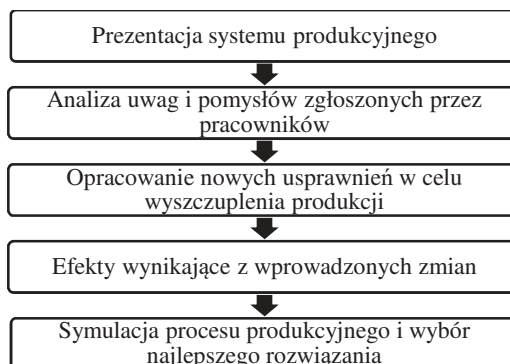 Prezentacja systemu produkcyjnego
Analiza uwag i pomysłów zgłoszonych przez
pracowników
Opracowanie nowych usprawnień w celu
wyszczuplenia produkcji
Efekty wynikające z wprowadzonych zmian
Symulacja procesu produkcyjnego i wybór
najlepszego rozwiązania